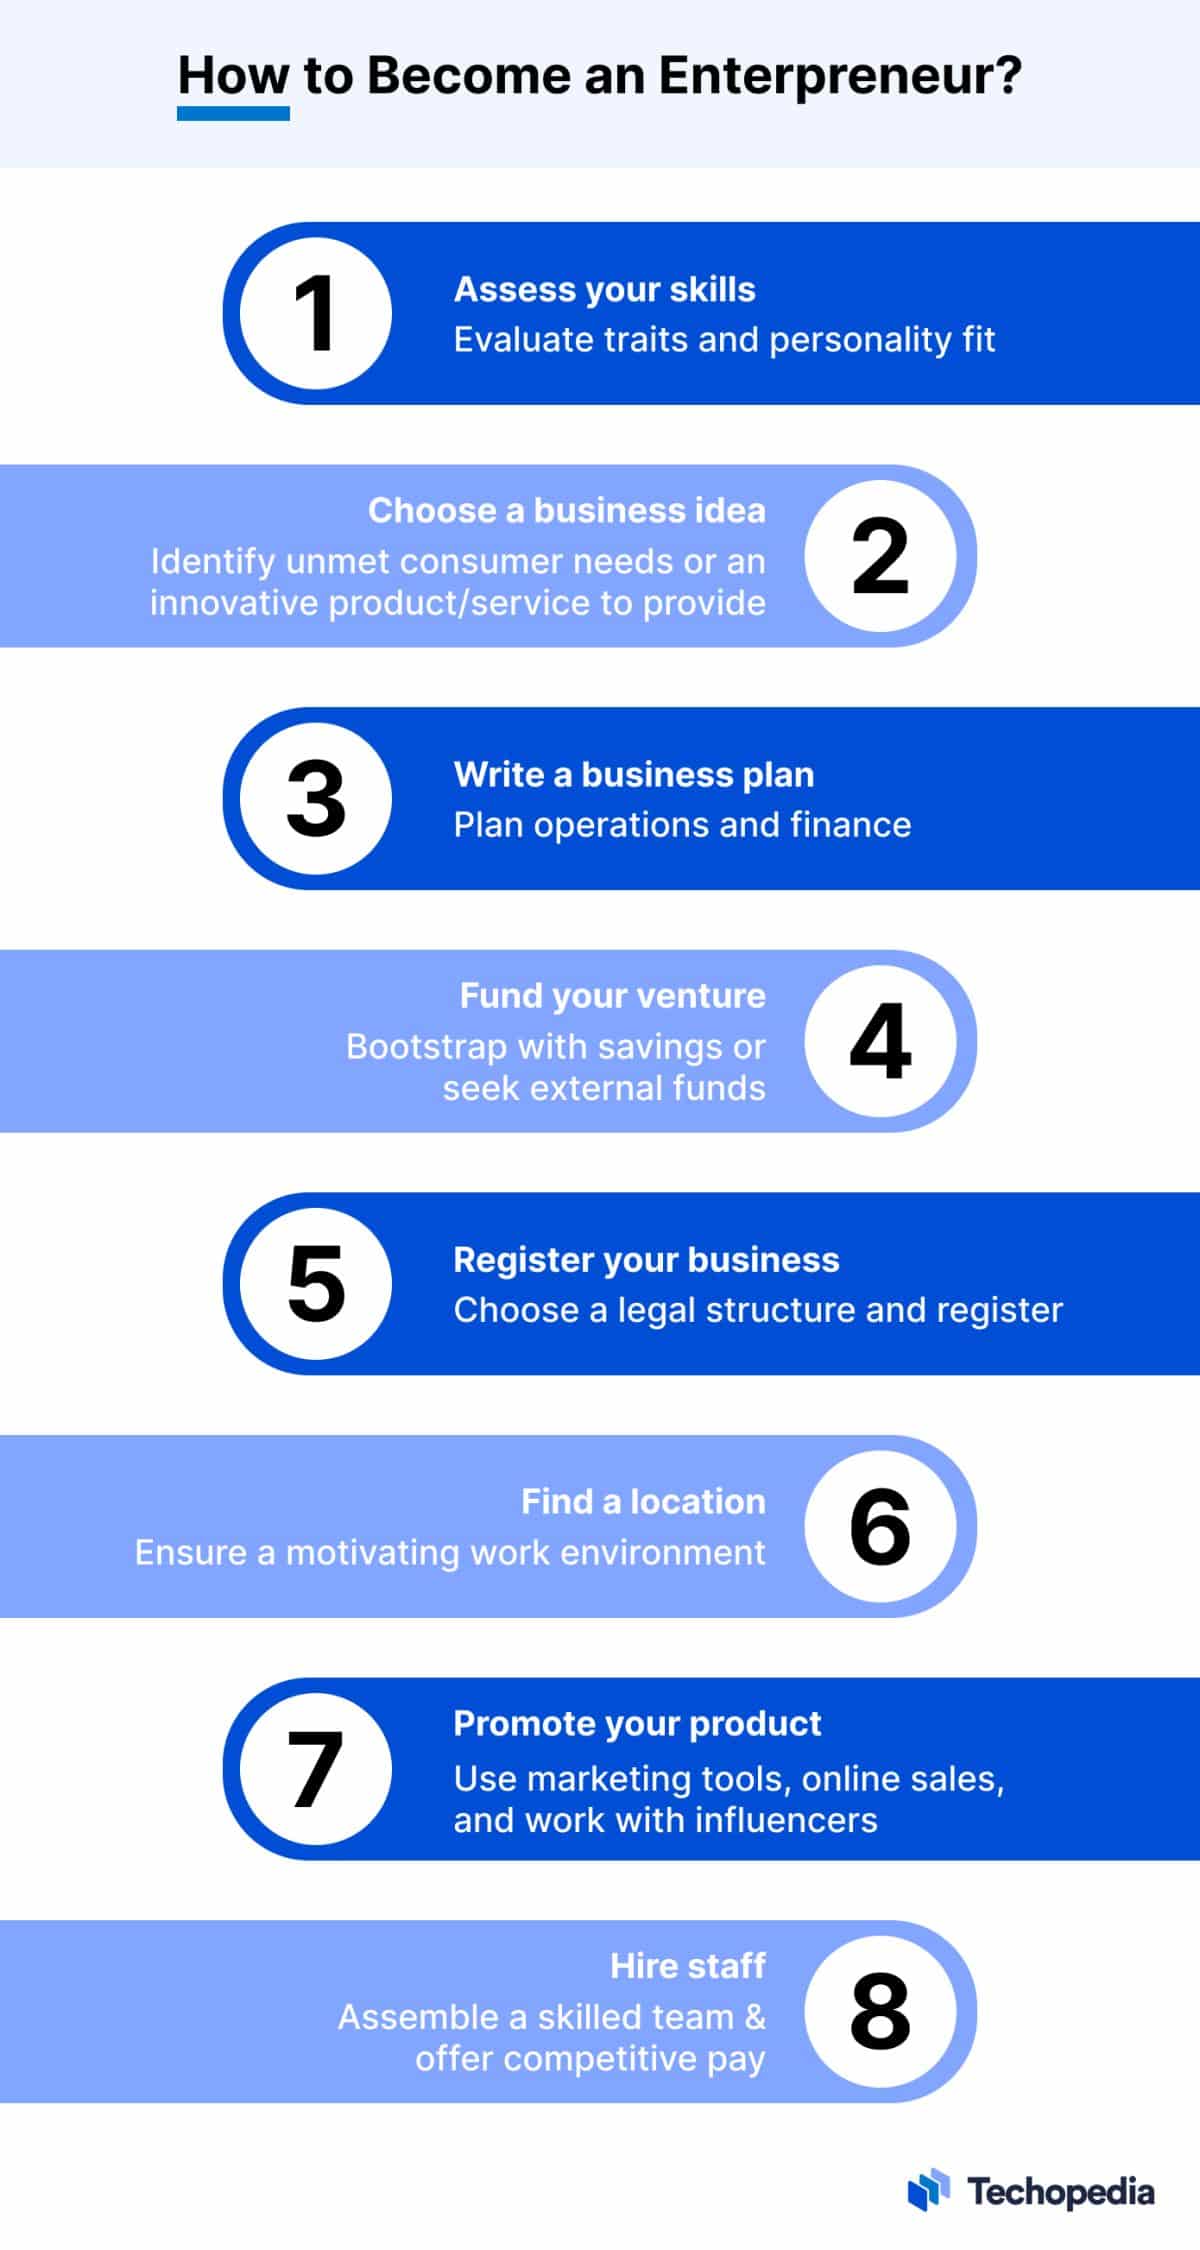 How to Become an Enterpreneur?
1
Assess your skills
Evaluate traits and personality fit
Choose a business idea
Identify unmet consumer needs or an
innovative product/service to provide
2
3
Write a business plan
Plan operations and finance
Fund your venture
Bootstrap with savings or
seek external funds
4
5
Register your business
Choose a legal structure and register
Find a location
Ensure a motivating work environment
6
7
Promote your product
Use marketing tools, online sales,
and work with influencers
Hire staff
Assemble a skilled team &
offer competitive pay
8
Techopedia